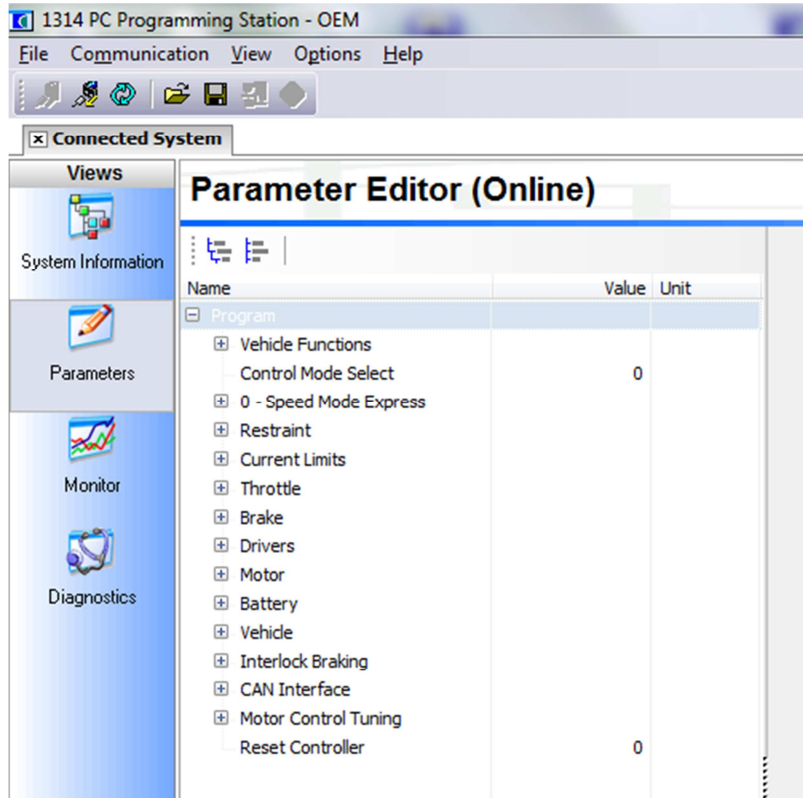 1314 PC Programming Station - OEM
File Communication View Options Help
Connected System
Views
Parameter Editor (Online)
System Information
Name Value Unit
Program
Vehicle Functions
Parameters
Control Mode Select 0
0 - Speed Mode Express
Restraint
Current Limits
Monitor
Throttle
Brake
Drivers
Motor
Diagnostics
Battery
Vehicle
Interlock Braking
CAN Interface
Motor Control Tuning
Reset Controller 0